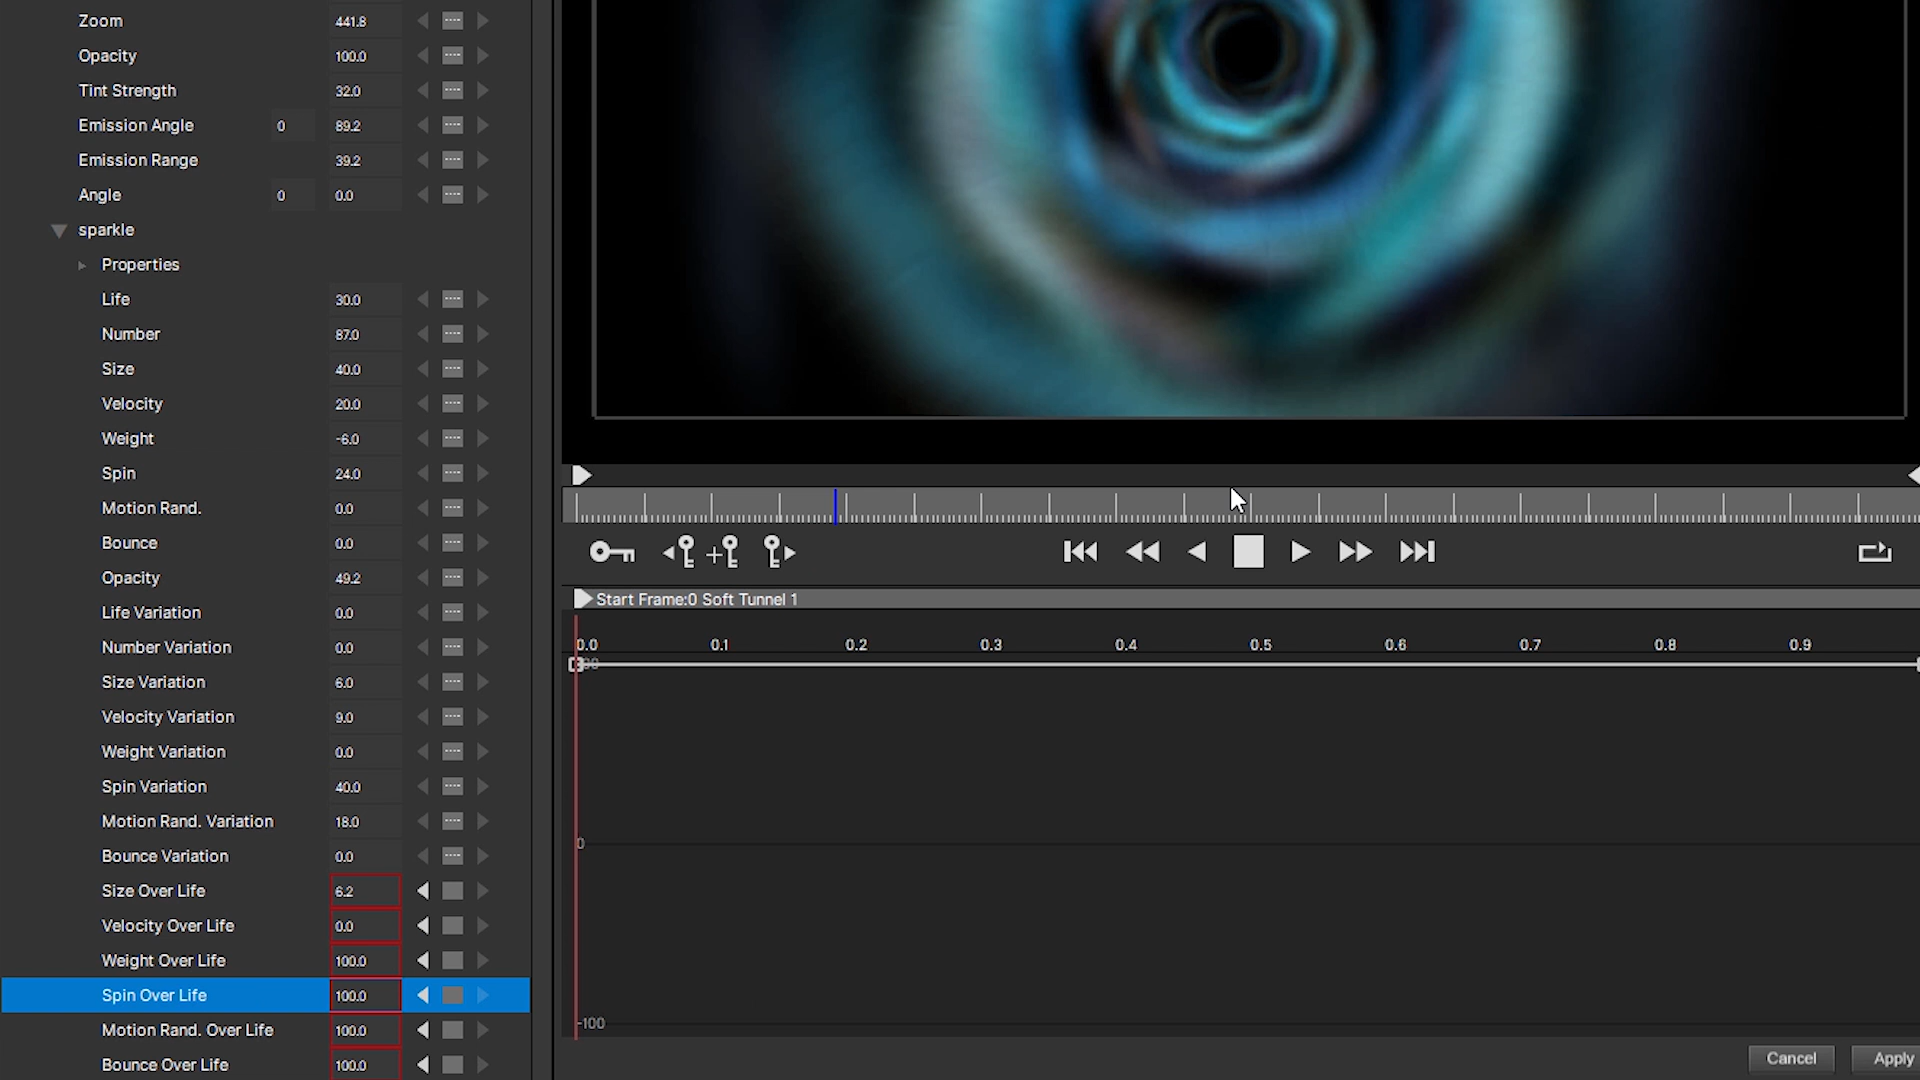 Zoom 441.8
Opacity 100.0
Tint Strength 32.0
Emission Angle 0 89.2
Emission Range 39.2
Angle 0 0.0
sparkle
Properties
Life 30.0
Number 87.0
Size 40.0
Velocity 20.0
Weight -6.0
Spin 24.0
Motion Rand. 0.0
Bounce 0.0
Opacity 49.2
Life Variation 0.0
Number Variation 0.0
Size Variation 6.0
Velocity Variation 9.0
Weight Variation 0.0
Spin Variation 40.0
Motion Rand. Variation 18.0
Bounce Variation 0.0
Size Over Life 6.2
Velocity Over Life 0.0
Weight Over Life 100.0
Spin Over Life 100.0
Motion Rand. Over Life 100.0
Bounce Over Life 100.0
Start Frame:0 Soft Tunnel 1
0.0 0.1 0.2 0.3 0.4 0.5 0.6 0.7 0.8 0.9
0
-100
Cancel Apply